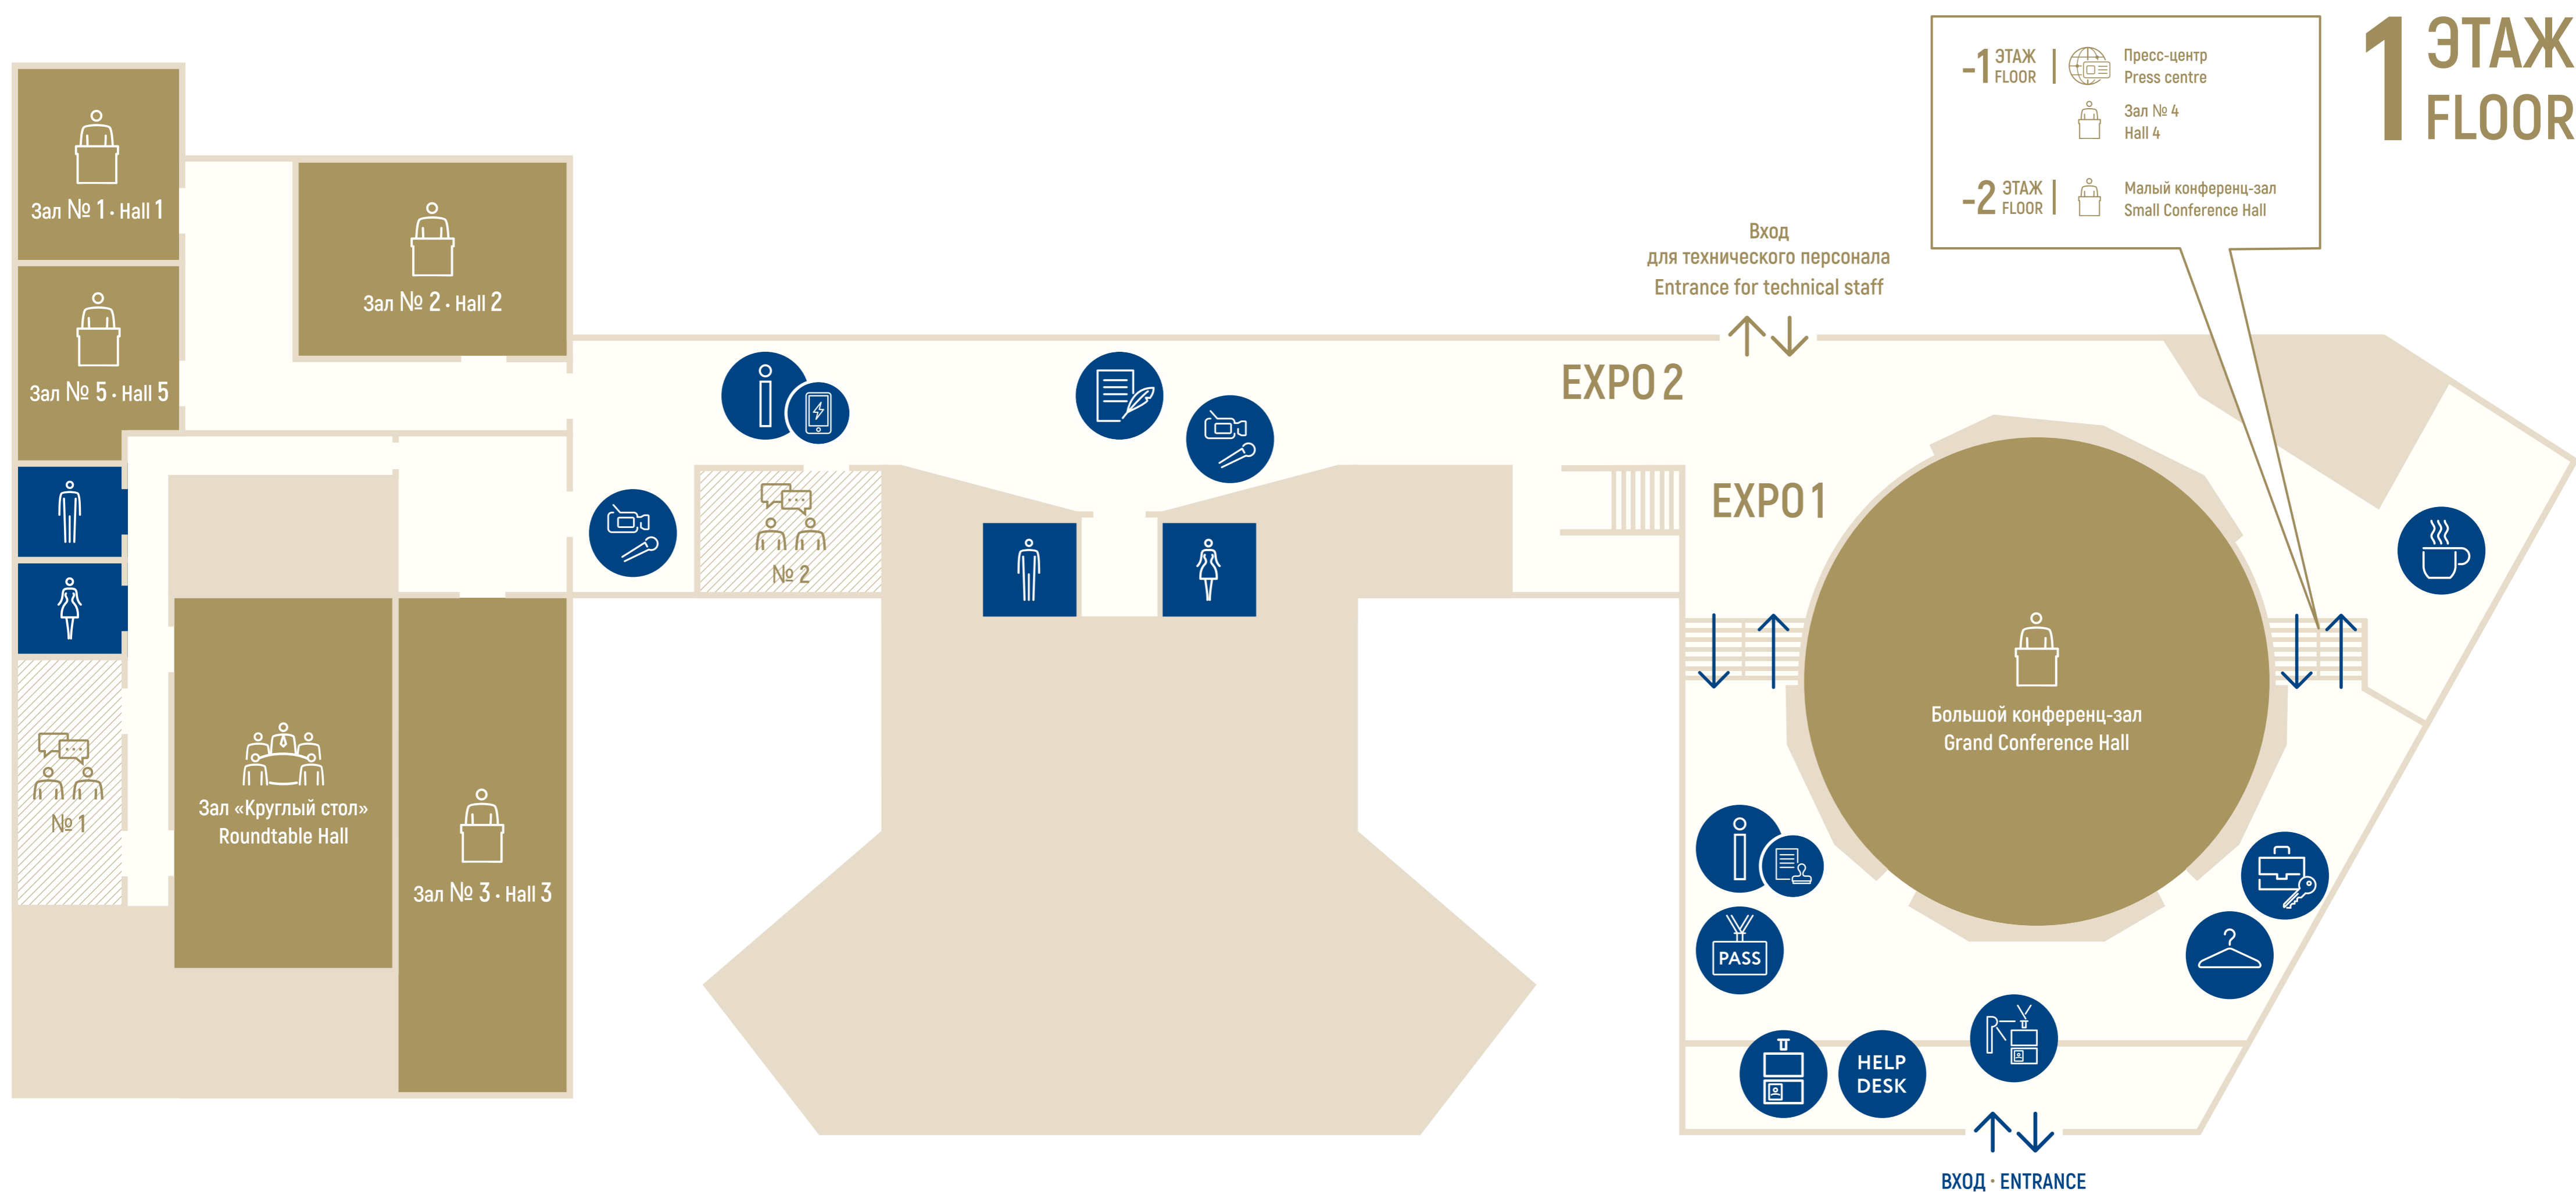 1 ЭТАЖ
FLOOR
-1 ЭТАЖ
FLOOR
Пресс-центр
Press centre
Зал № 4
Hall 4
-2 ЭТАЖ
FLOOR
Малый конференц-зал
Small Conference Hall
Вход
для технического персонала
Entrance for technical staff
Зал № 1 · Hall 1
Зал № 2 · Hall 2
Зал № 5 · Hall 5
EXPO 2
EXPO 1
№ 2
№ 1
Зал «Круглый стол»
Roundtable Hall
Зал № 3 · Hall 3
Большой конференц-зал
Grand Conference Hall
PASS
HELP
DESK
ВХОД · ENTRANCE